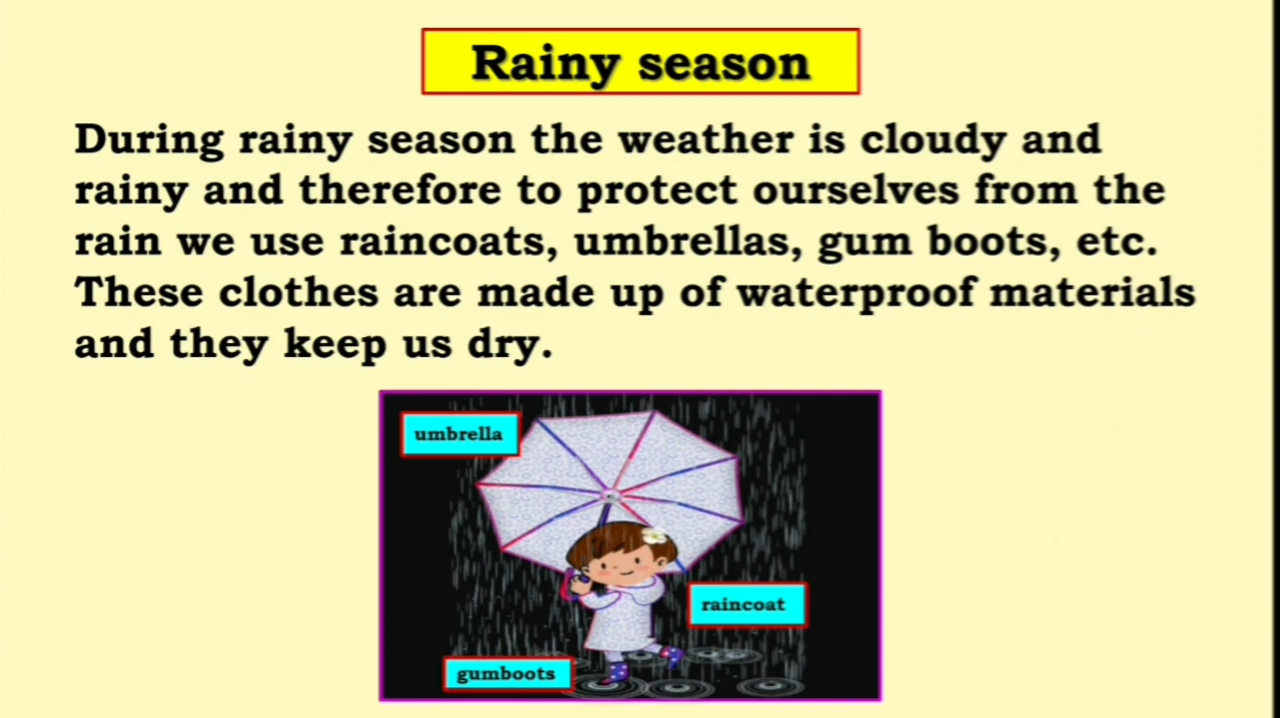 Rainy season
During rainy season the weather is cloudy and
rainy and therefore to protect ourselves from the
rain we use raincoats, umbrellas, gum boots, etc.
These clothes are made up of waterproof materials
and they keep us dry.
umbrella
raincoat
gumboots